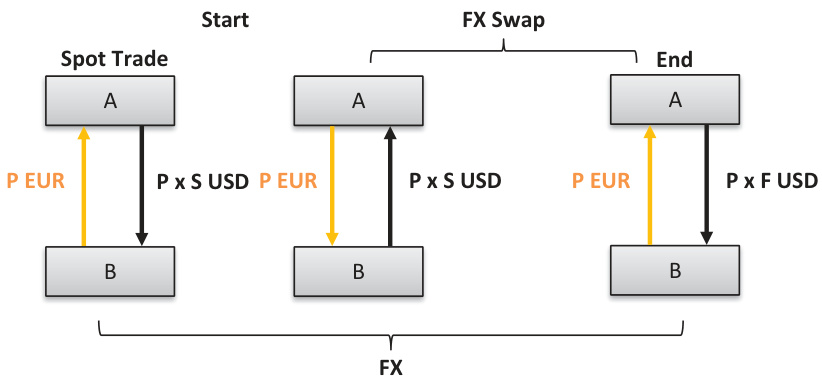 Start
FX Swap
Spot Trade
End
A
A
A
P EUR
P x S USD
P EUR
P x S USD
P EUR
P x F USD
B
B
B
FX